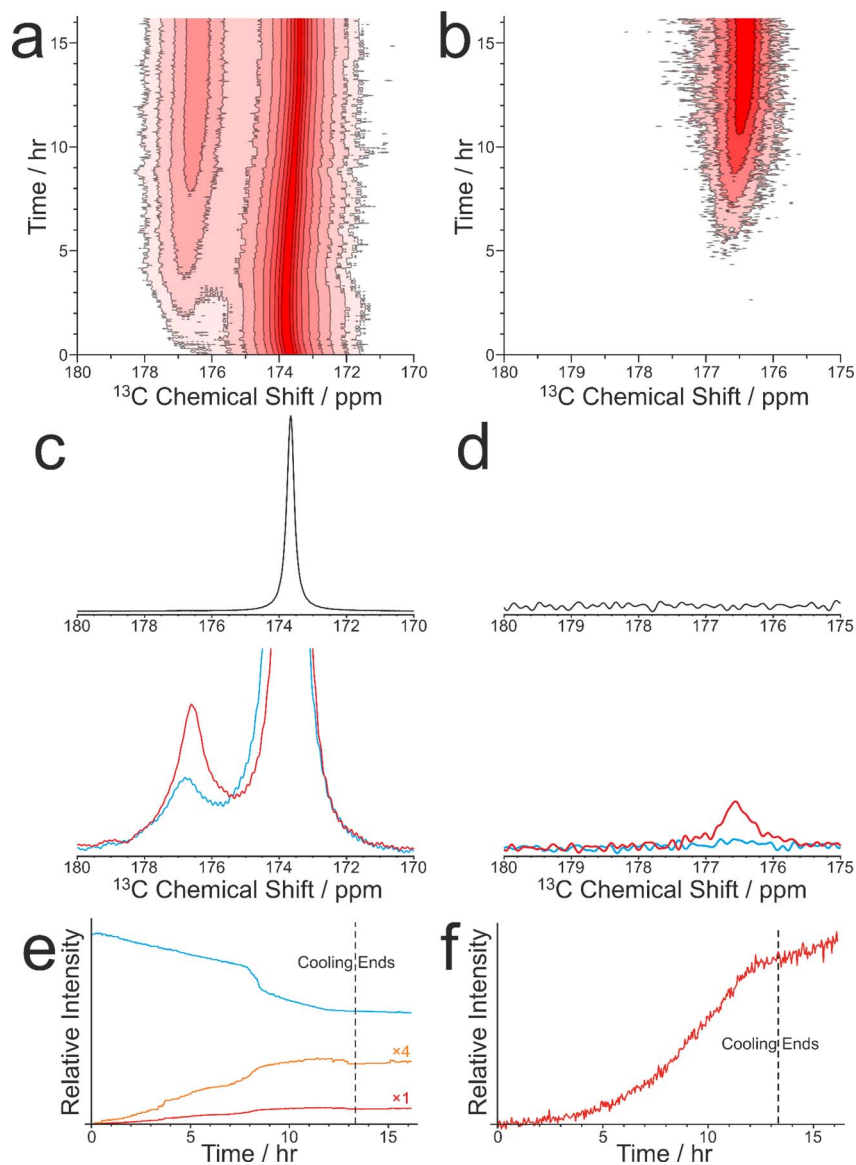 a
b
15
10
5
0
Time / hr
180 178 176 174 172 170
¹³C Chemical Shift / ppm
15
10
5
0
Time / hr
180 179 178 177 176 175
¹³C Chemical Shift / ppm
c
d
180 178 176 174 172 170
180 179 178 177 176 175
180 178 176 174 172 170
¹³C Chemical Shift / ppm
180 179 178 177 176 175
¹³C Chemical Shift / ppm
e
Relative Intensity
Cooling Ends
×4
×1
0 5 10 15
Time / hr
f
Relative Intensity
Cooling Ends
0 5 10 15
Time / hr